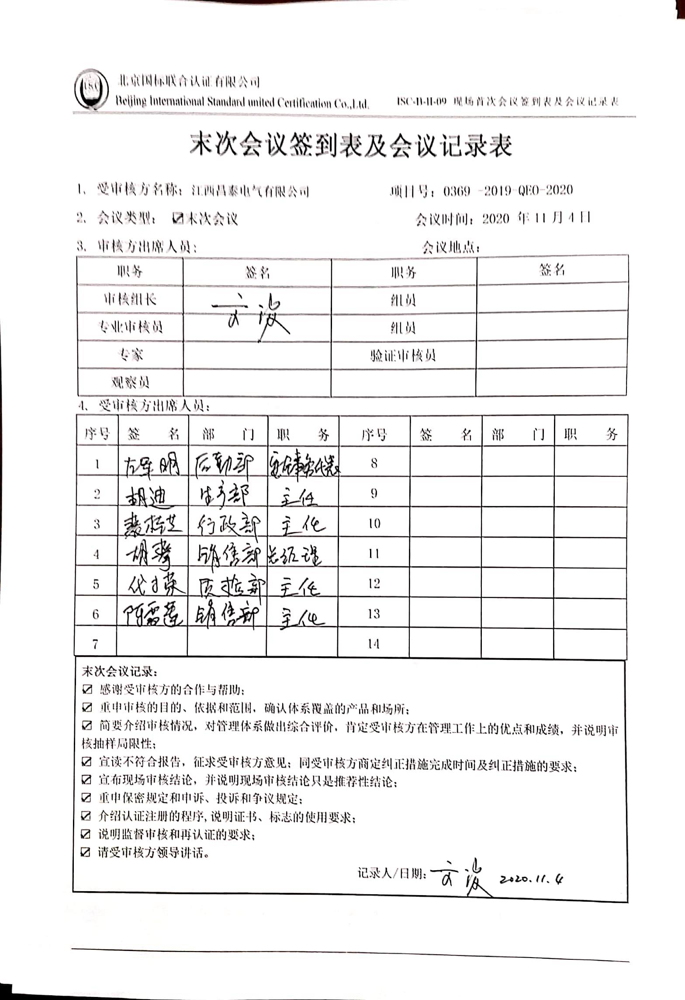 北京国标联合认证有限公司
Beijing International Standard united Certification Co.,Ltd.
ISC-B-II-09 现场首次会议签到表及会议记录表
末次会议签到表及会议记录表
1. 受审核方名称：江西昌泰电气有限公司 项目号：0369 -2019-QEO-2020
2. 会议类型： ☑末次会议 会议时间：2020 年 11 月 4 日
3. 审核方出席人员： 会议地点：
职务 签名 职务 签名
审核组长 组员
专业审核员 组员
专家 验证审核员
观察员
4. 受审核方出席人员：
序号 签 名 部 门 职 务 序号 签 名 部 门 职 务
1 左军明 后勤部 8
2 胡迪 生产部 主任 9
3 行政部 主任 10
4 胡 销售部 总经理 11
5 质检部 主任 12
6 陈雷莲 销售部 主任 13
7 14
末次会议记录：
☑ 感谢受审核方的合作与帮助；
☑ 重申审核的目的、依据和范围，确认体系覆盖的产品和场所；
☑ 简要介绍审核情况，对管理体系做出综合评价，肯定受审核方在管理工作上的优点和成绩，并说明审
核抽样局限性；
☑ 宣读不符合报告，征求受审核方意见；同受审核方商定纠正措施完成时间及纠正措施的要求；
☑ 宣布现场审核结论，并说明现场审核结论只是推荐性结论；
☑ 重申保密规定和申诉、投诉和争议规定；
☑ 介绍认证注册的程序, 说明证书、标志的使用要求；
☑ 说明监督审核和再认证的要求；
☑ 请受审核方领导讲话。
记录人/日期： 2020.11.4